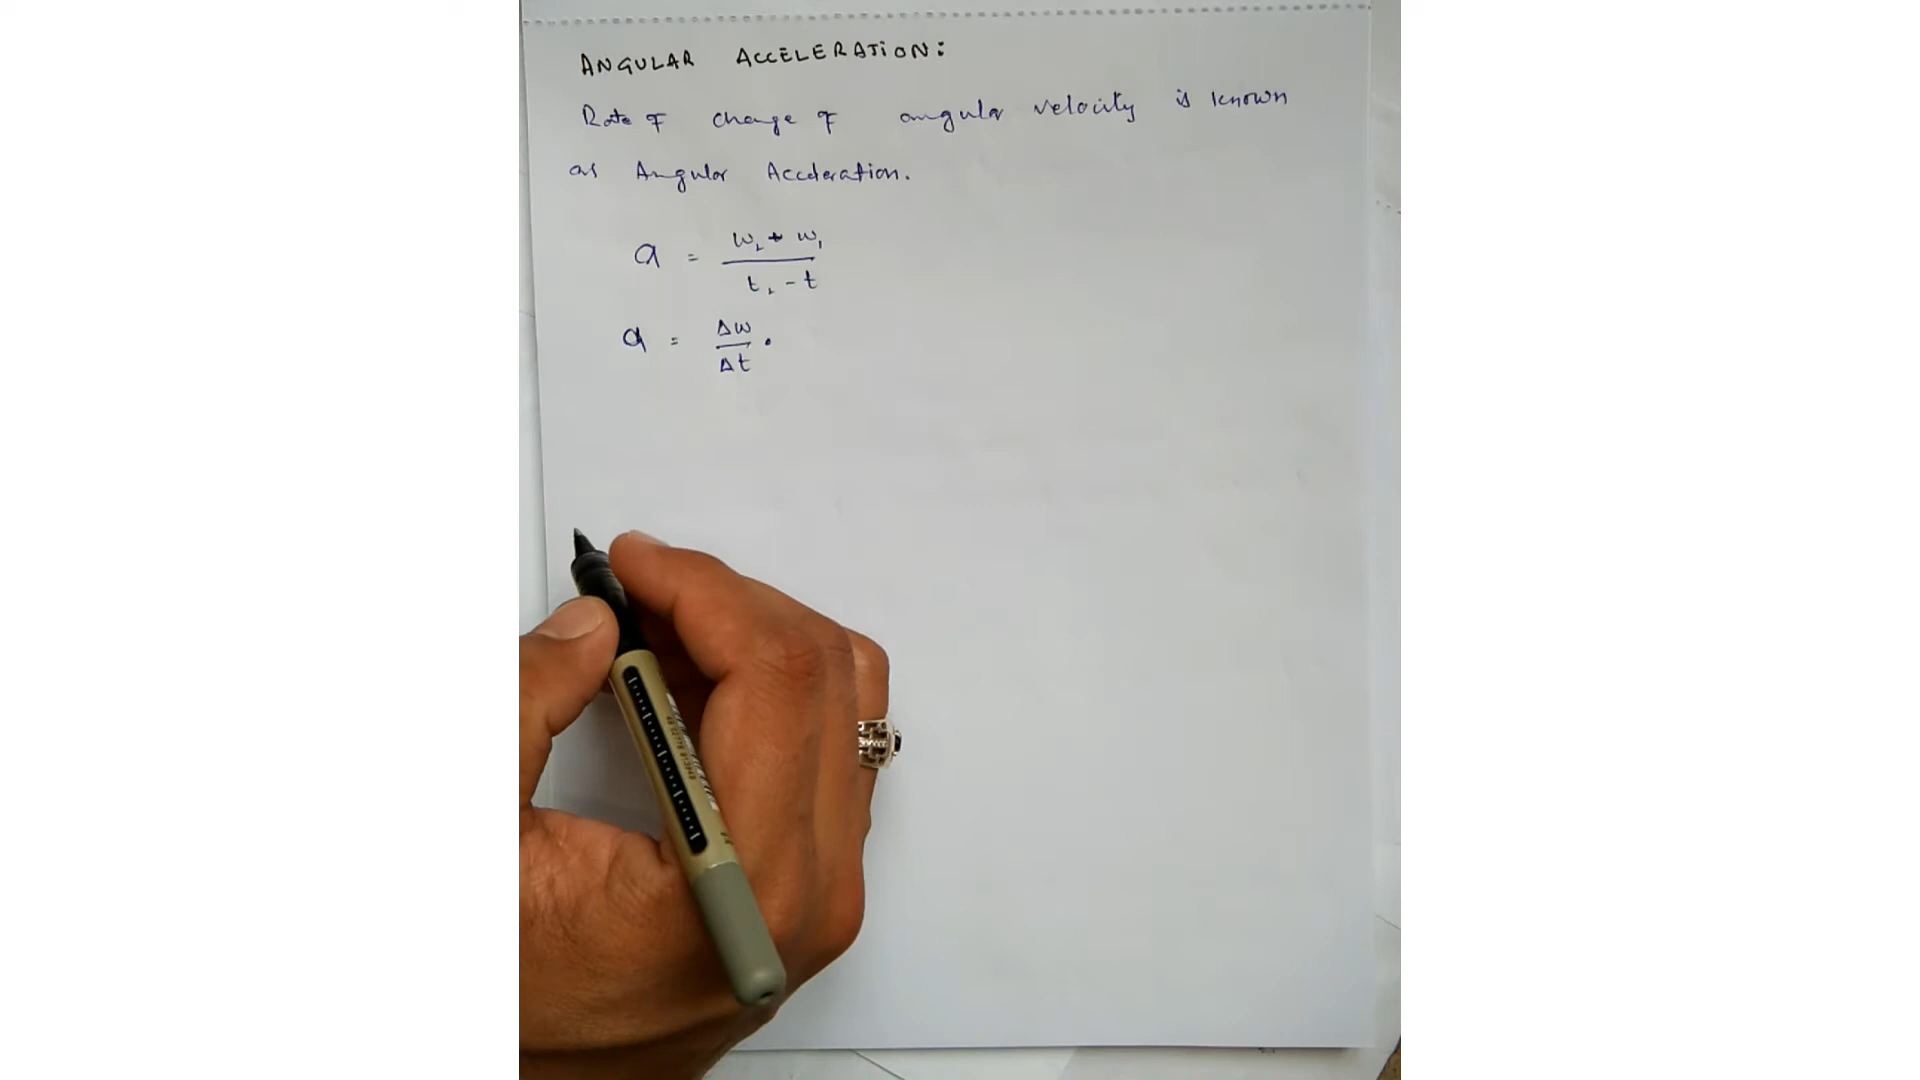 ANGULAR ACCELERATION:
Rate of change of angular velocity is known
as Angular Acceleration.
a = ω₂ - ω₁
t₂ - t
a = Δω
Δt .